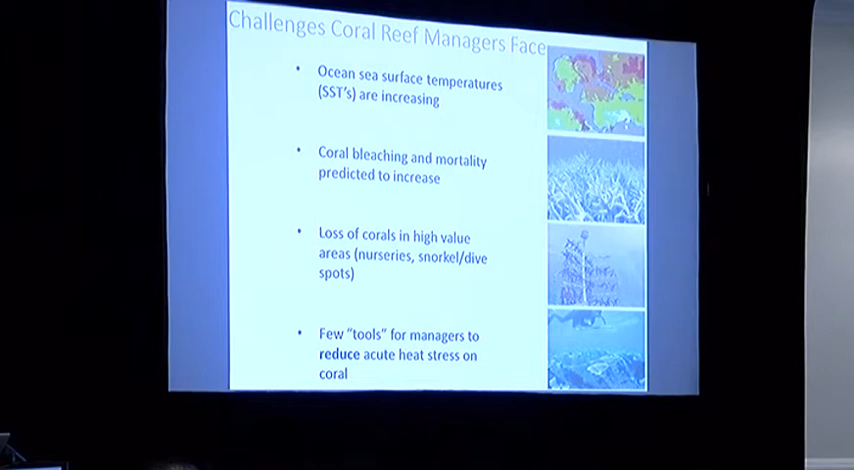 Challenges Coral Reef Managers Face
• Ocean sea surface temperatures
(SST's) are increasing
• Coral bleaching and mortality
predicted to increase
• Loss of corals in high value
areas (nurseries, snorkel/dive
spots)
• Few "tools" for managers to
reduce acute heat stress on
coral